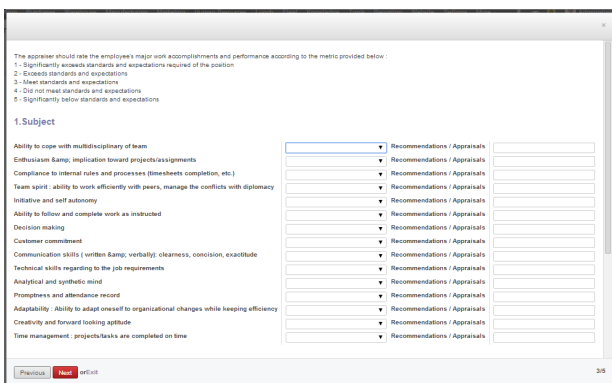 ×
The appraiser should rate the employee's major work accomplishments and performance according to the metric provided below :
1 - Significantly exceeds standards and expectations required of the position
2 - Exceeds standards and expectations
3 - Meet standards and expectations
4 - Did not meet standards and expectations
5 - Significantly below standards and expectations
1.Subject
Ability to cope with multidisciplinary of team Recommendations / Appraisals
Enthusiasm &amp; implication toward projects/assignments Recommendations / Appraisals
Compliance to internal rules and processes (timesheets completion, etc.) Recommendations / Appraisals
Team spirit : ability to work efficiently with peers, manage the conflicts with diplomacy Recommendations / Appraisals
Initiative and self autonomy Recommendations / Appraisals
Ability to follow and complete work as instructed Recommendations / Appraisals
Decision making Recommendations / Appraisals
Customer commitment Recommendations / Appraisals
Communication skills ( written &amp; verbally): clearness, concision, exactitude Recommendations / Appraisals
Technical skills regarding to the job requirements Recommendations / Appraisals
Analytical and synthetic mind Recommendations / Appraisals
Promptness and attendance record Recommendations / Appraisals
Adaptability : Ability to adapt oneself to organizational changes while keeping efficiency Recommendations / Appraisals
Creativity and forward looking aptitude Recommendations / Appraisals
Time management : projects/tasks are completed on time Recommendations / Appraisals
Previous Next orExit 3/5